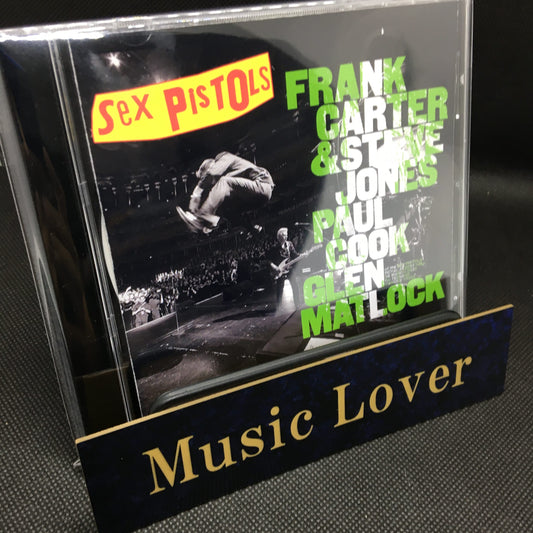 Sex PiSTOLS
FRANK
CARTER
& STEVE
JONES
PAUL
COOK
GLEN
MATLOCK
Music Lover